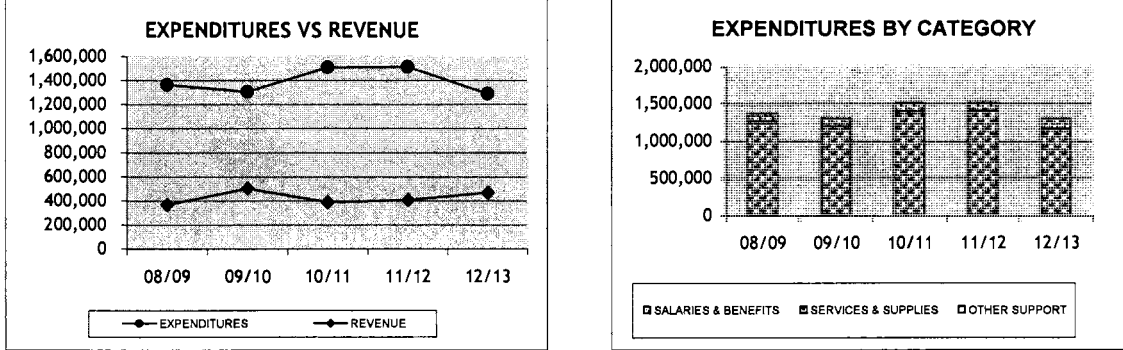 EXPENDITURES VS REVENUE
1,600,000
1,400,000
1,200,000
1,000,000
800,000
600,000
400,000
200,000
0
08/09 09/10 10/11 11/12 12/13
EXPENDITURES REVENUE
EXPENDITURES BY CATEGORY
2,000,000
1,500,000
1,000,000
500,000
0
08/09 09/10 10/11 11/12 12/13
SALARIES & BENEFITS SERVICES & SUPPLIES OTHER SUPPORT